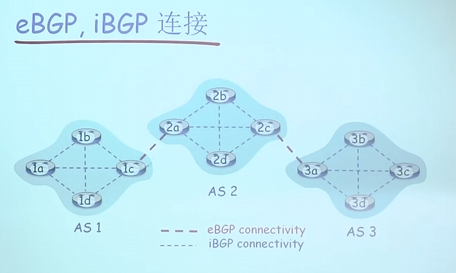 eBGP, iBGP 连接
2b
1b
2a
2c
3b
2d
1a
1c
3a
3c
1d
3d
AS 2
AS 1
AS 3
eBGP connectivity
iBGP connectivity